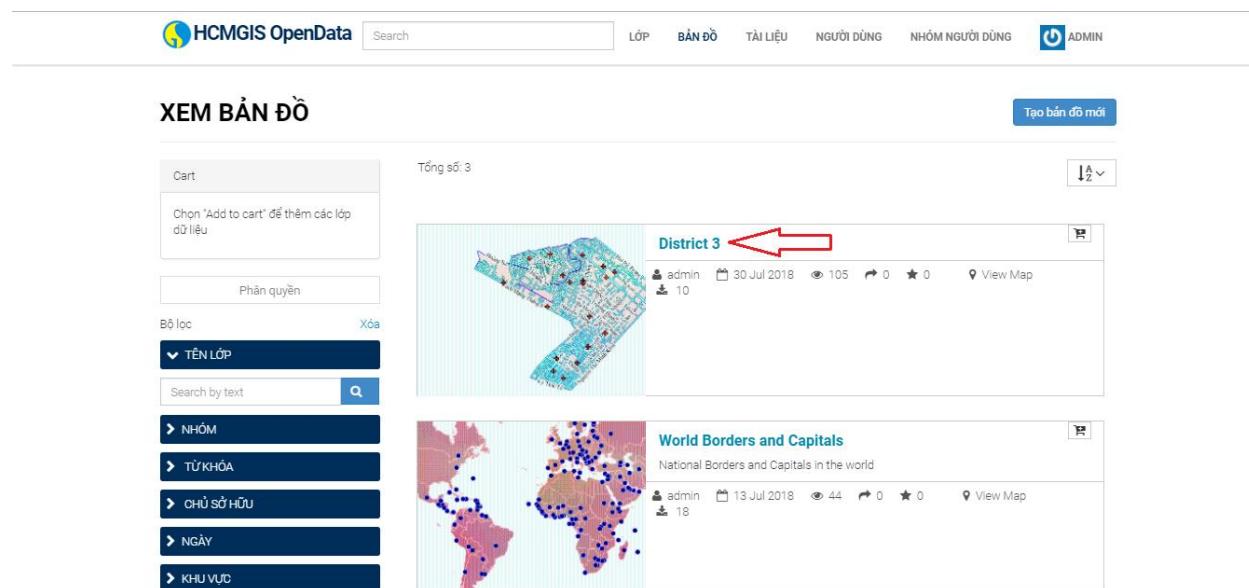 HCMGIS OpenData
Search
LỚP BẢN ĐỒ TÀI LIỆU NGƯỜI DÙNG NHÓM NGƯỜI DÙNG ADMIN
XEM BẢN ĐỒ
Tạo bản đồ mới
Cart
Tổng số: 3
Chọn "Add to cart" để thêm các lớp
dữ liệu
Phân quyền
Bộ lọc Xóa
TÊN LỚP
Search by text
NHÓM
TỪ KHÓA
CHỦ SỞ HỮU
NGÀY
KHU VỰC
District 3
admin 30 Jul 2018 105 0 0 View Map
10
World Borders and Capitals
National Borders and Capitals in the world
admin 13 Jul 2018 44 0 0 View Map
18